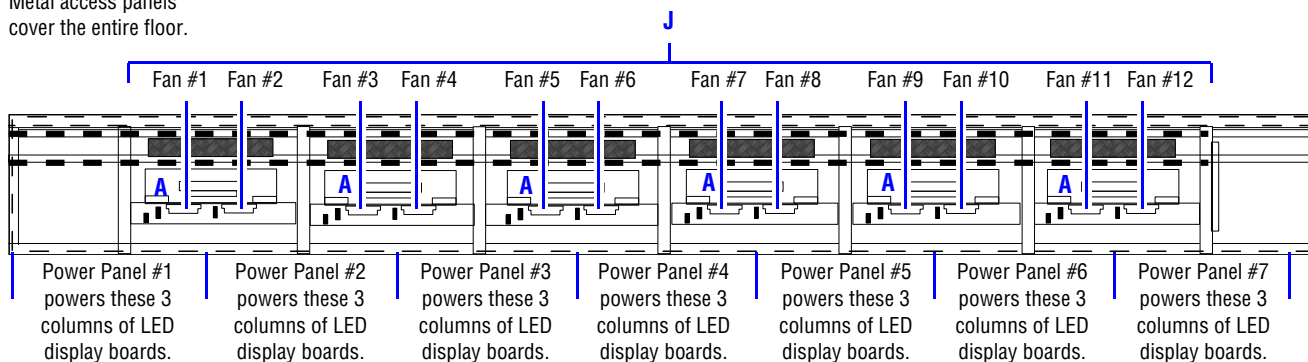 Metal access panels
cover the entire floor.
J
Fan #1 Fan #2 Fan #3 Fan #4 Fan #5 Fan #6 Fan #7 Fan #8 Fan #9 Fan #10 Fan #11 Fan #12
A A A A A A
Power Panel #1
powers these 3
columns of LED
display boards.
Power Panel #2
powers these 3
columns of LED
display boards.
Power Panel #3
powers these 3
columns of LED
display boards.
Power Panel #4
powers these 3
columns of LED
display boards.
Power Panel #5
powers these 3
columns of LED
display boards.
Power Panel #6
powers these 3
columns of LED
display boards.
Power Panel #7
powers these 3
columns of LED
display boards.